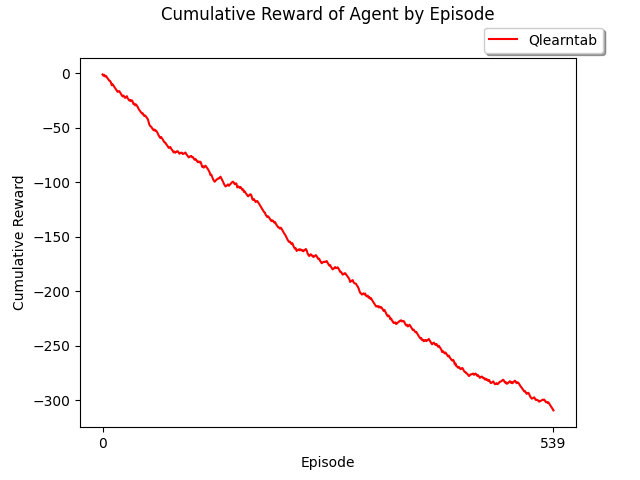 Cumulative Reward of Agent by Episode
Qlearntab
0
−50
−100
−150
−200
−250
−300
Cumulative Reward
0
539
Episode